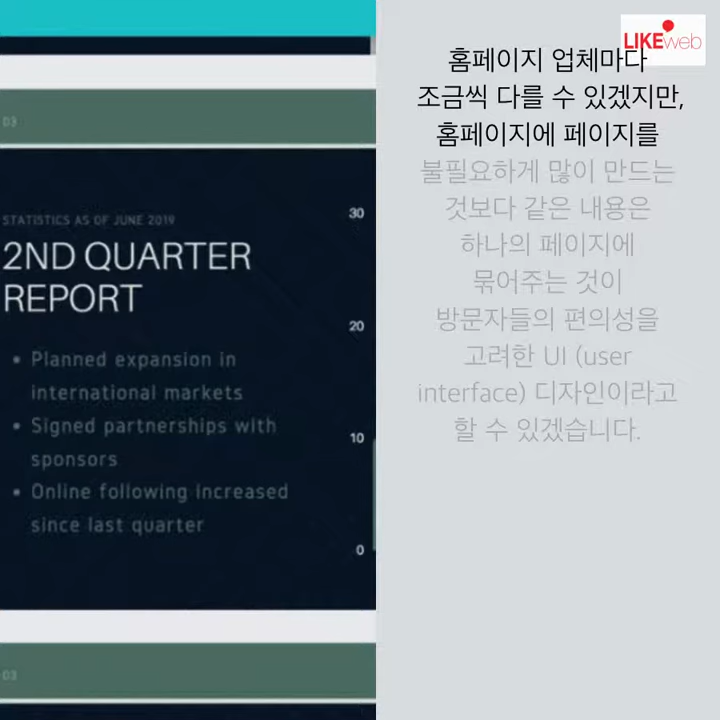 03
STATISTICS AS OF JUNE 2019
2ND QUARTER
REPORT
• Planned expansion in
international markets
• Signed partnerships with
sponsors
• Online following increased
since last quarter
30
20
10
0
03
LIKEweb
홈페이지 업체마다
조금씩 다를 수 있겠지만,
홈페이지에 페이지를
불필요하게 많이 만드는
것보다 같은 내용은
하나의 페이지에
묶어주는 것이
방문자들의 편의성을
고려한 UI (user
interface) 디자인이라고
할 수 있겠습니다.